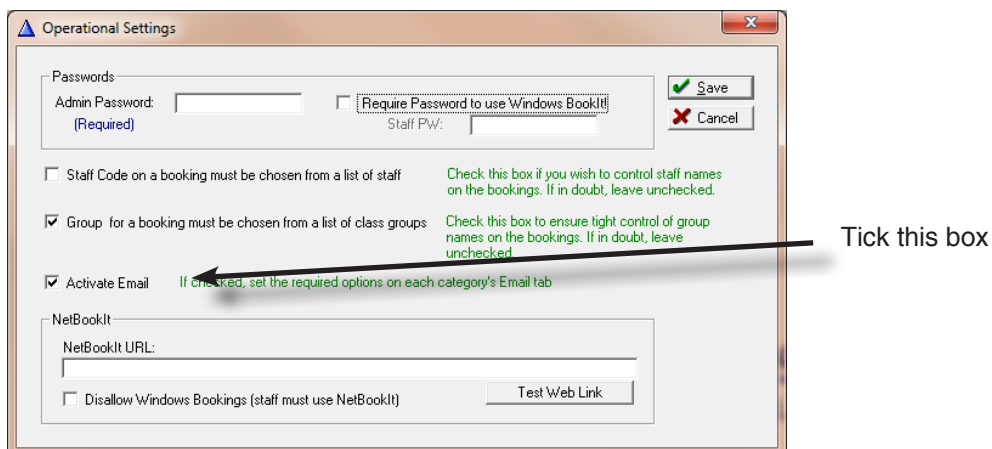 Operational Settings
Passwords
Admin Password:
(Required)
Require Password to use Windows BookIt!
Staff PW:
Save
Cancel
Staff Code on a booking must be chosen from a list of staff
Check this box if you wish to control staff names
on the bookings. If in doubt, leave unchecked.
Group for a booking must be chosen from a list of class groups
Check this box to ensure tight control of group
names on the bookings. If in doubt, leave
unchecked
Tick this box
Activate Email
If checked, set the required options on each category's Email tab
NetBookIt
NetBookIt URL:
Disallow Windows Bookings (staff must use NetBookIt)
Test Web Link